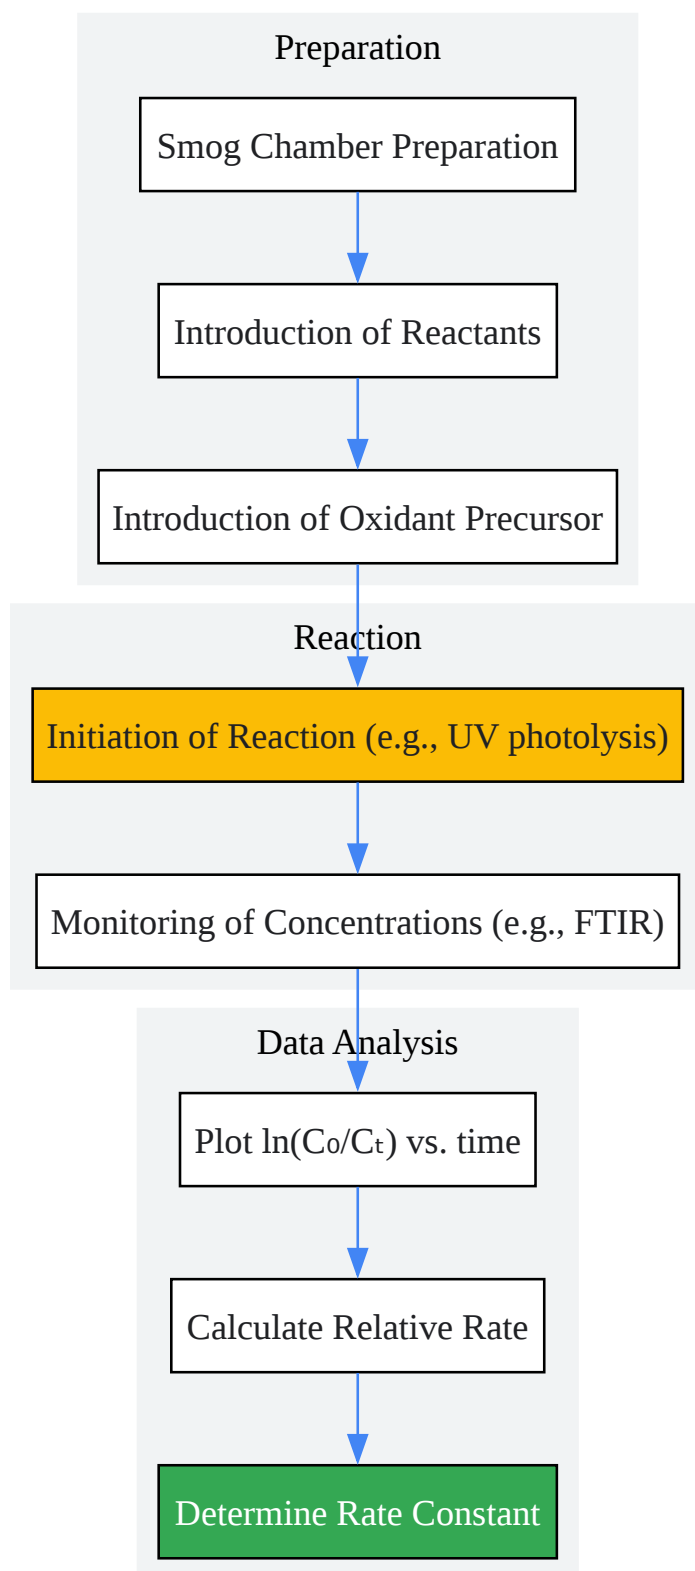 Preparation
Smog Chamber Preparation
Introduction of Reactants
Introduction of Oxidant Precursor
Reaction
Initiation of Reaction (e.g., UV photolysis)
Monitoring of Concentrations (e.g., FTIR)
Data Analysis
Plot ln(C₀/Cₜ) vs. time
Calculate Relative Rate
Determine Rate Constant